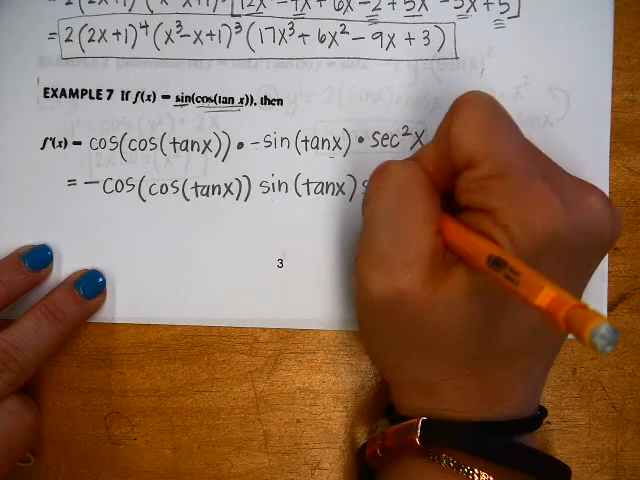 = 2(2x+1)⁴(x³-x+1)³(17x³+6x²-9x+3)
EXAMPLE 7 If f(x) = sin(cos(tan x)), then
f'(x) = cos(cos(tanx)) • -sin(tanx) • sec²x
= -cos(cos(tanx)) sin(tanx) s
3